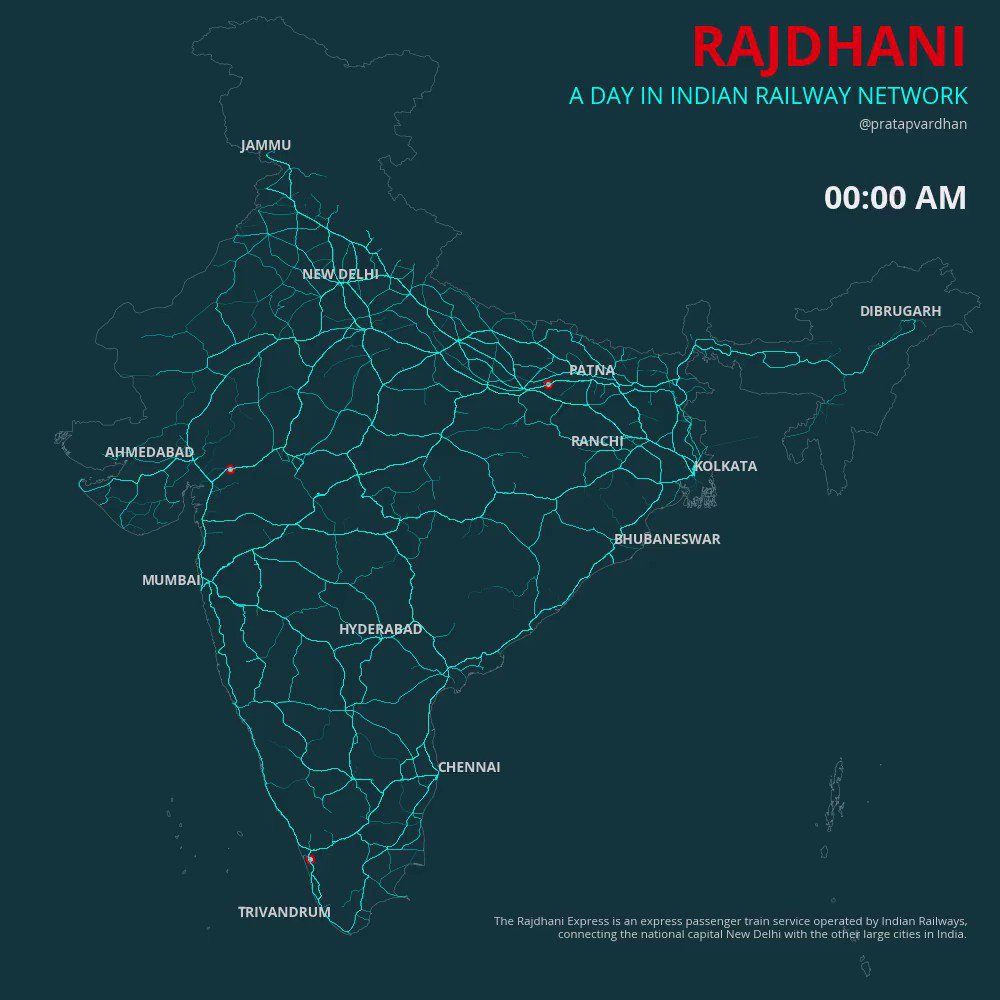 RAJDHANI
A DAY IN INDIAN RAILWAY NETWORK
@pratapvardhan
JAMMU
00:00 AM
NEW DELHI
DIBRUGARH
PATNA
RANCHI
AHMEDABAD
KOLKATA
BHUBANESWAR
MUMBAI
HYDERABAD
CHENNAI
TRIVANDRUM
The Rajdhani Express is an express passenger train service operated by Indian Railways,
connecting the national capital New Delhi with the other large cities in India.